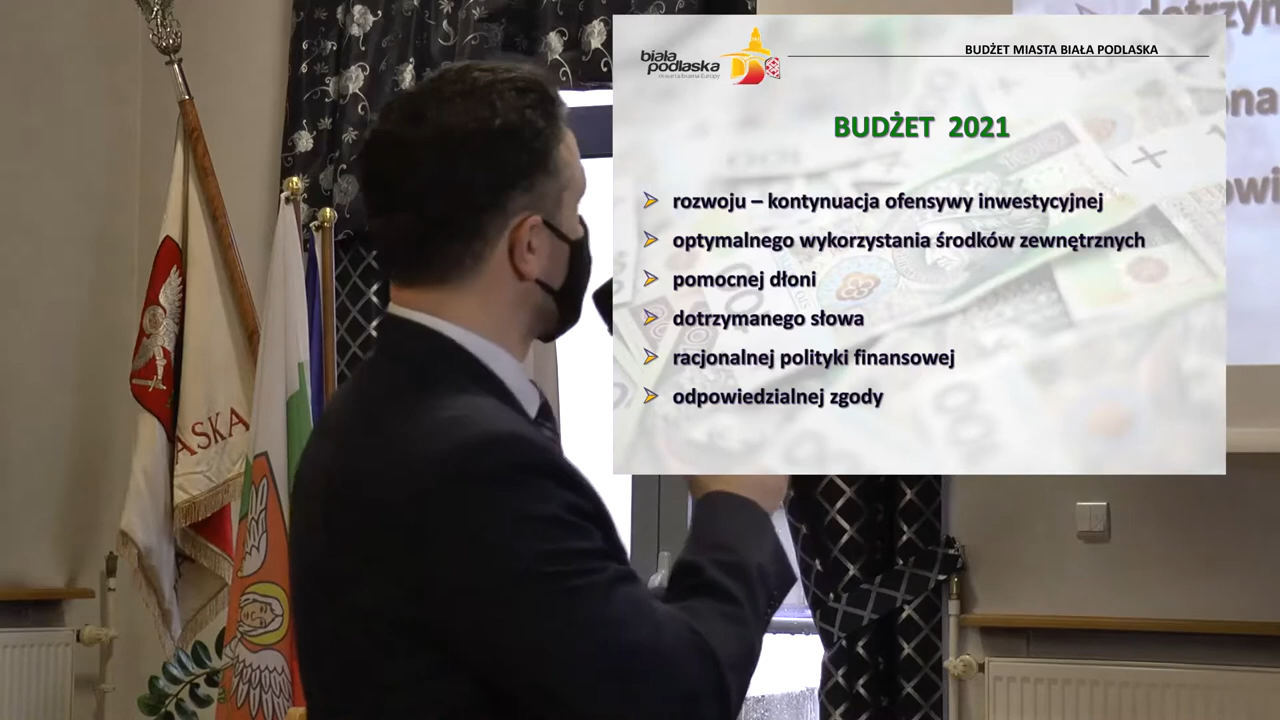 biała
podlaska
BUDŻET MIASTA BIAŁA PODLASKA
BUDŻET 2021
rozwoju – kontynuacja ofensywy inwestycyjnej
optymalnego wykorzystania środków zewnętrznych
pomocnej dłoni
dotrzymanego słowa
racjonalnej polityki finansowej
odpowiedzialnej zgody
ASKA